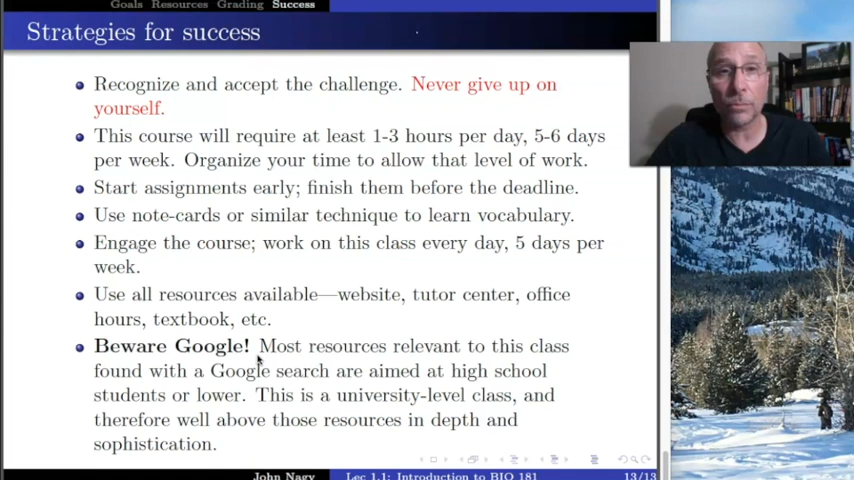 Goals Resources Grading Success
Strategies for success
Recognize and accept the challenge. Never give up on
yourself.
This course will require at least 1-3 hours per day, 5-6 days
per week. Organize your time to allow that level of work.
Start assignments early; finish them before the deadline.
Use note-cards or similar technique to learn vocabulary.
Engage the course; work on this class every day, 5 days per
week.
Use all resources available—website, tutor center, office
hours, textbook, etc.
Beware Google! Most resources relevant to this class
found with a Google search are aimed at high school
students or lower. This is a university-level class, and
therefore well above those resources in depth and
sophistication.
John Nagy Lec 1.1: Introduction to BIO 181 13/13